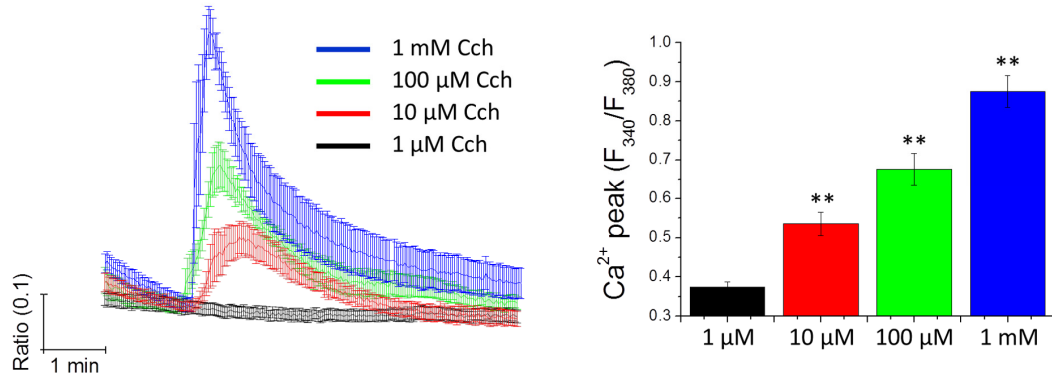 1 mM Cch
100 µM Cch
10 µM Cch
1 µM Cch
Ratio (0.1)
1 min
Ca²⁺ peak (F₃₄₀/F₃₈₀)
1.0
0.9
0.8
0.7
0.6
0.5
0.4
0.3
**
**
**
1 µM
10 µM
100 µM
1 mM